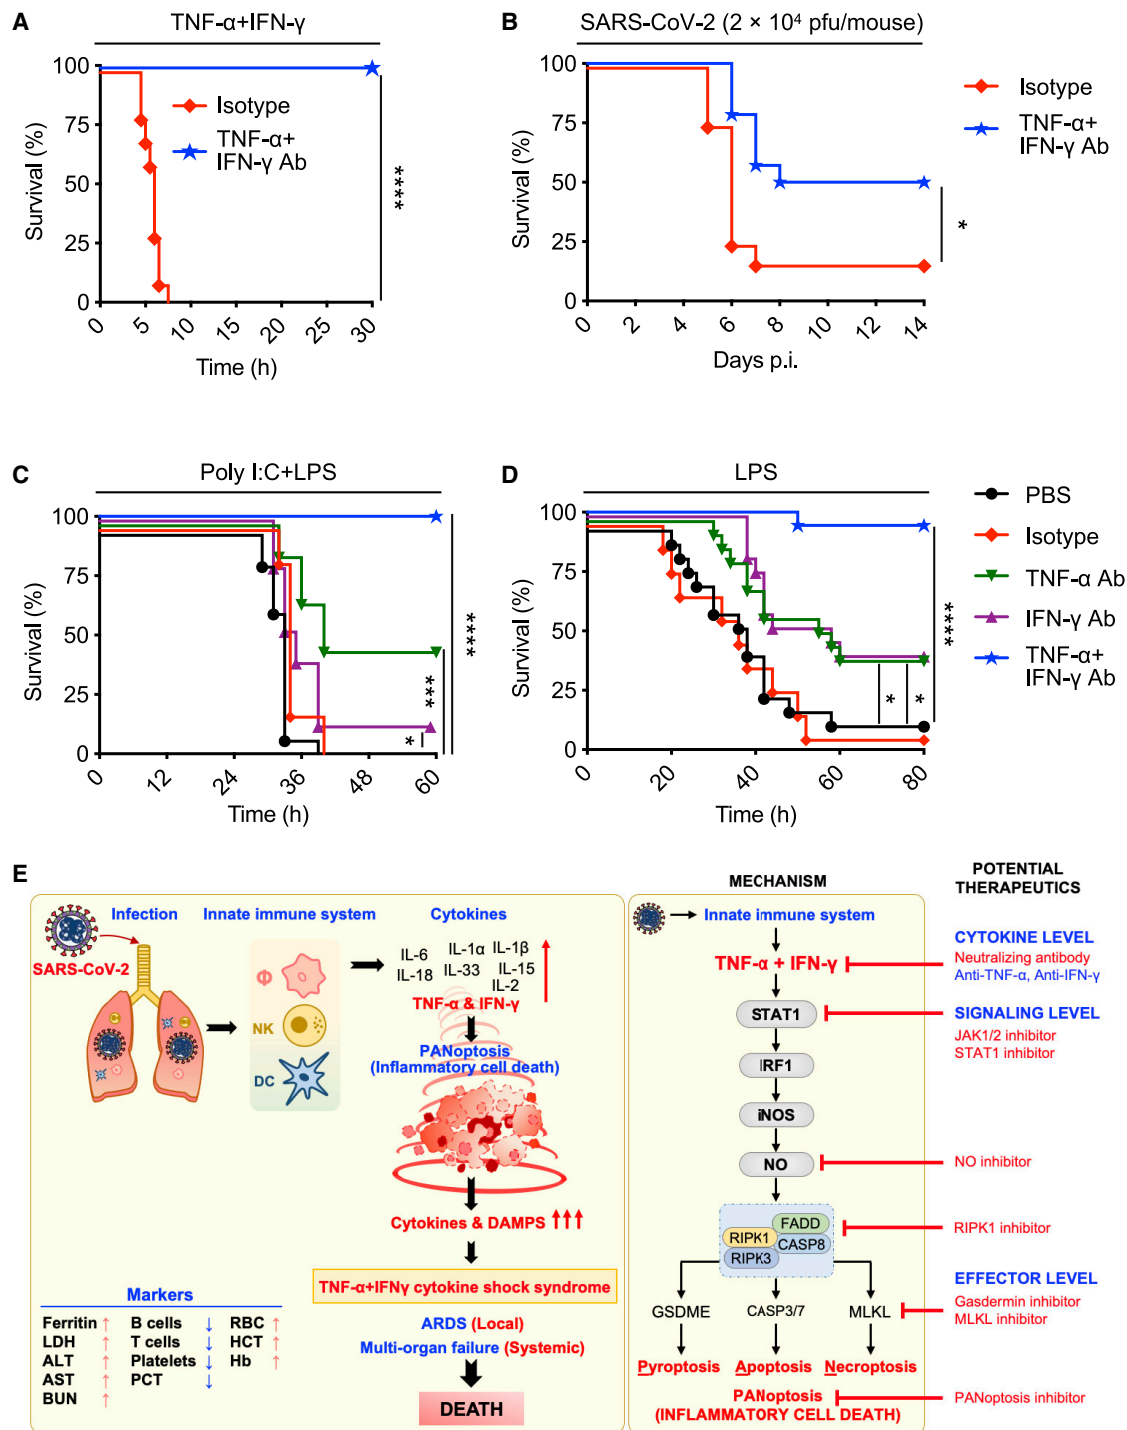 A
TNF-α+IFN-γ
Survival (%)
100
75
50
25
0
0 5 10 15 20 25 30
Time (h)
Isotype
TNF-α+
IFN-γ Ab
****
B
SARS-CoV-2 (2 × 10⁴ pfu/mouse)
Survival (%)
100
75
50
25
0
0 2 4 6 8 10 12 14
Days p.i.
*
Isotype
TNF-α+
IFN-γ Ab
C
Poly I:C+LPS
Survival (%)
100
75
50
25
0
0 12 24 36 48 60
Time (h)
*
***
****
D
LPS
Survival (%)
100
75
50
25
0
0 20 40 60 80
Time (h)
*
*
****
PBS
Isotype
TNF-α Ab
IFN-γ Ab
TNF-α+
IFN-γ Ab
E
Infection
SARS-CoV-2
Innate immune system
Φ
NK
DC
Cytokines
IL-6 IL-1α IL-1β
IL-18 IL-33 IL-15
IL-2
TNF-α & IFN-γ
PANoptosis
(Inflammatory cell death)
Cytokines & DAMPS ↑↑↑
TNF-α+IFNγ cytokine shock syndrome
ARDS (Local)
Multi-organ failure (Systemic)
DEATH
Markers
Ferritin ↑ B cells ↓ RBC ↑
LDH ↑ T cells ↓ HCT ↑
ALT ↑ Platelets ↓ Hb ↑
AST ↑ PCT ↓
BUN ↑
MECHANISM
Innate immune system
TNF-α + IFN-γ
STAT1
IRF1
iNOS
NO
FADD
RIPK1
CASP8
RIPK3
GSDME CASP3/7 MLKL
Pyroptosis Apoptosis Necroptosis
PANoptosis
(INFLAMMATORY CELL DEATH)
POTENTIAL
THERAPEUTICS
CYTOKINE LEVEL
Neutralizing antibody
Anti-TNF-α, Anti-IFN-γ
SIGNALING LEVEL
JAK1/2 inhibitor
STAT1 inhibitor
NO inhibitor
RIPK1 inhibitor
EFFECTOR LEVEL
Gasdermin inhibitor
MLKL inhibitor
PANoptosis inhibitor